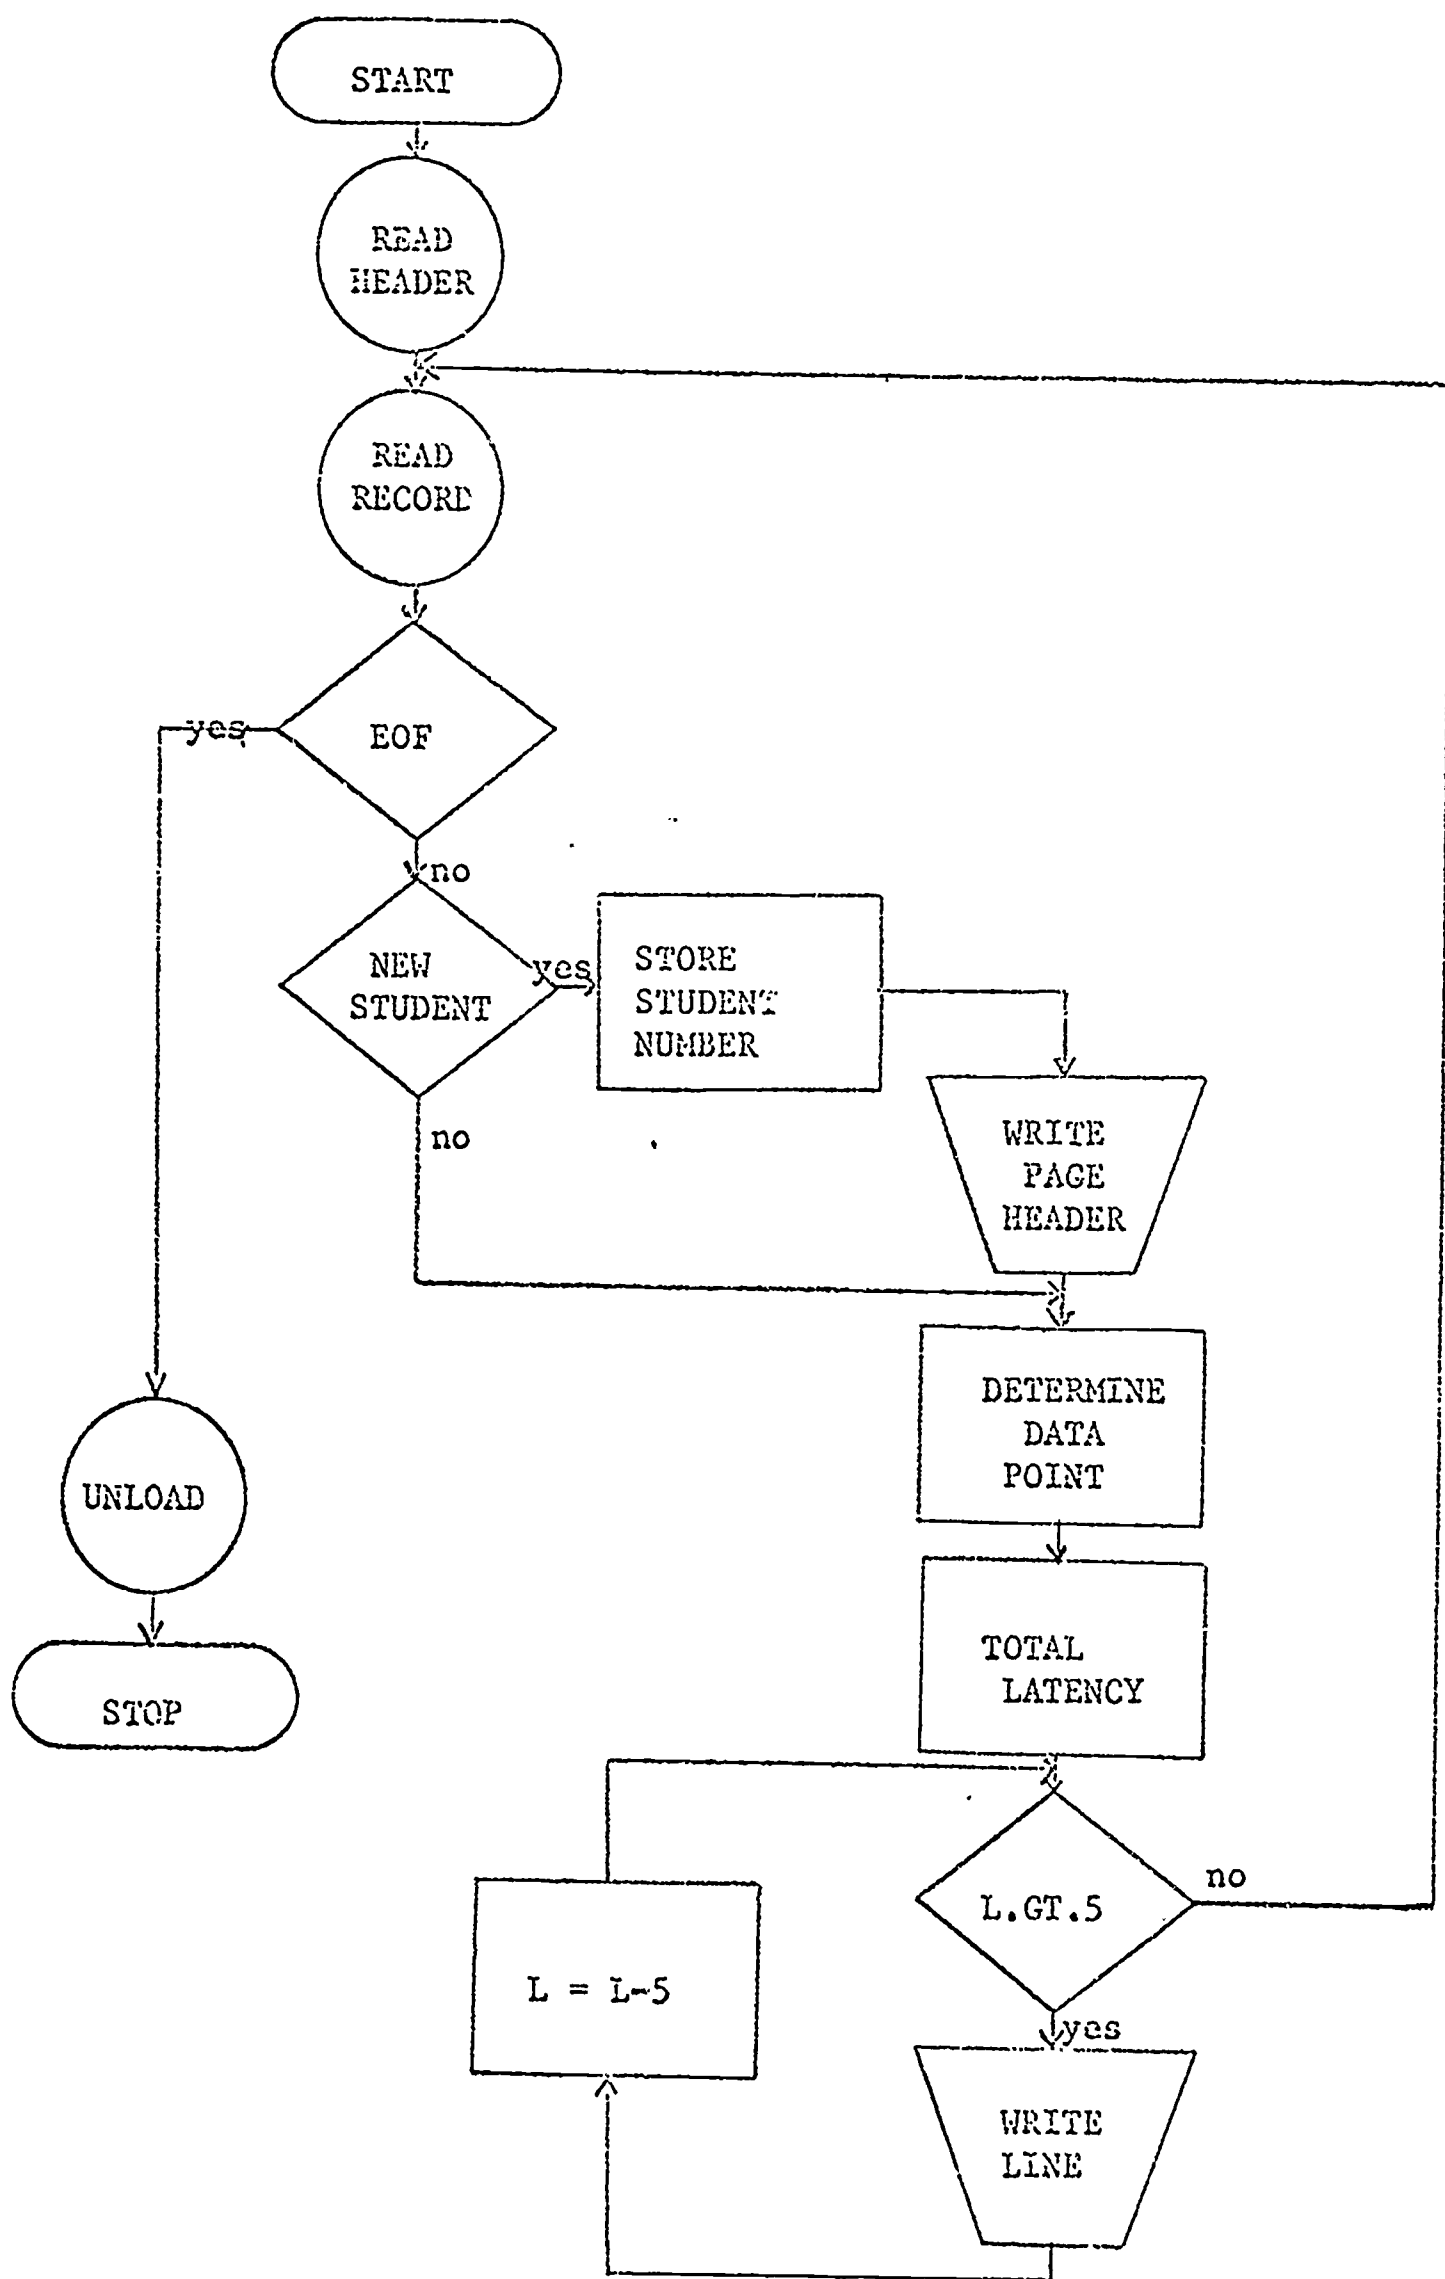 START
READ
HEADER
READ
RECORD
yes
EOF
no
NEW
STUDENT
yes
STORE
STUDENT
NUMBER
no
WRITE
PAGE
HEADER
DETERMINE
DATA
POINT
UNLOAD
TOTAL
LATENCY
STOP
L.GT.5
no
L = L-5
yes
WRITE
LINE